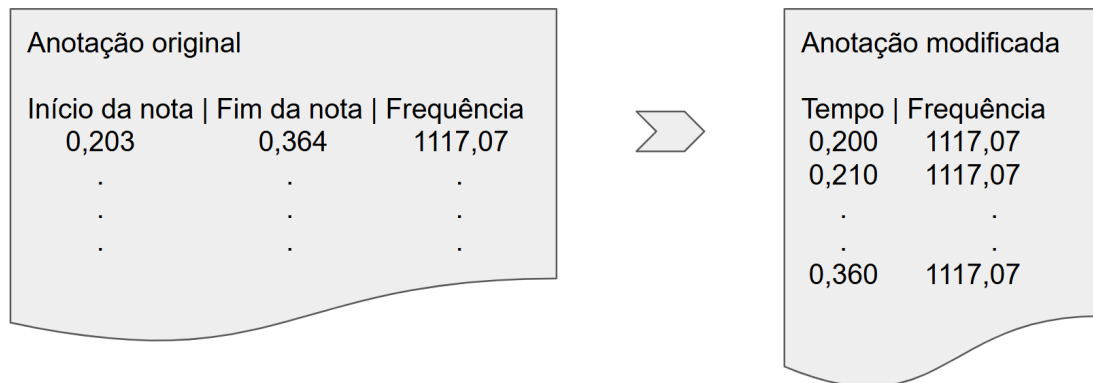 Anotação original
Início da nota | Fim da nota | Frequência
0,203 0,364 1117,07
. . .
. . .
. . .
Anotação modificada
Tempo | Frequência
0,200 1117,07
0,210 1117,07
. .
. .
0,360 1117,07